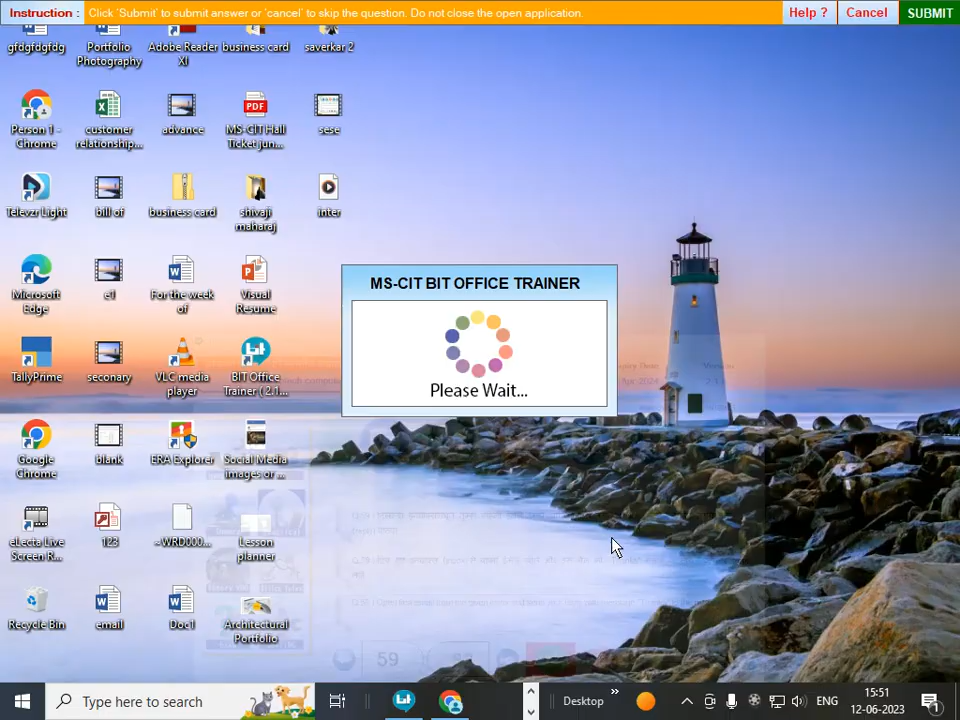 Instruction : Click 'Submit' to submit answer or 'cancel' to skip the question. Do not close the open application. Help ? Cancel SUBMIT
gfdgfdgfdg Portfolio Photography Adobe Reader XI business card saverkar 2
Person 1 - Chrome customer relationship... advance MS-CIT Hall Ticket jun... sese
Televzr Light bill of business card shivaji maharaj inter
Microsoft Edge c1 For the week of Visual Resume
MS-CIT BIT OFFICE TRAINER
Please Wait...
TallyPrime seconary VLC media player BIT Office Trainer ( 2.1...
Google Chrome blank ERA Explorer Social Media images or ...
eLecta Live Screen R... 123 ~WRD000... Lesson planner
Recycle Bin email Doc1 Architectural Portfolio
59
Type here to search Desktop » ENG 15:51
12-06-2023 1